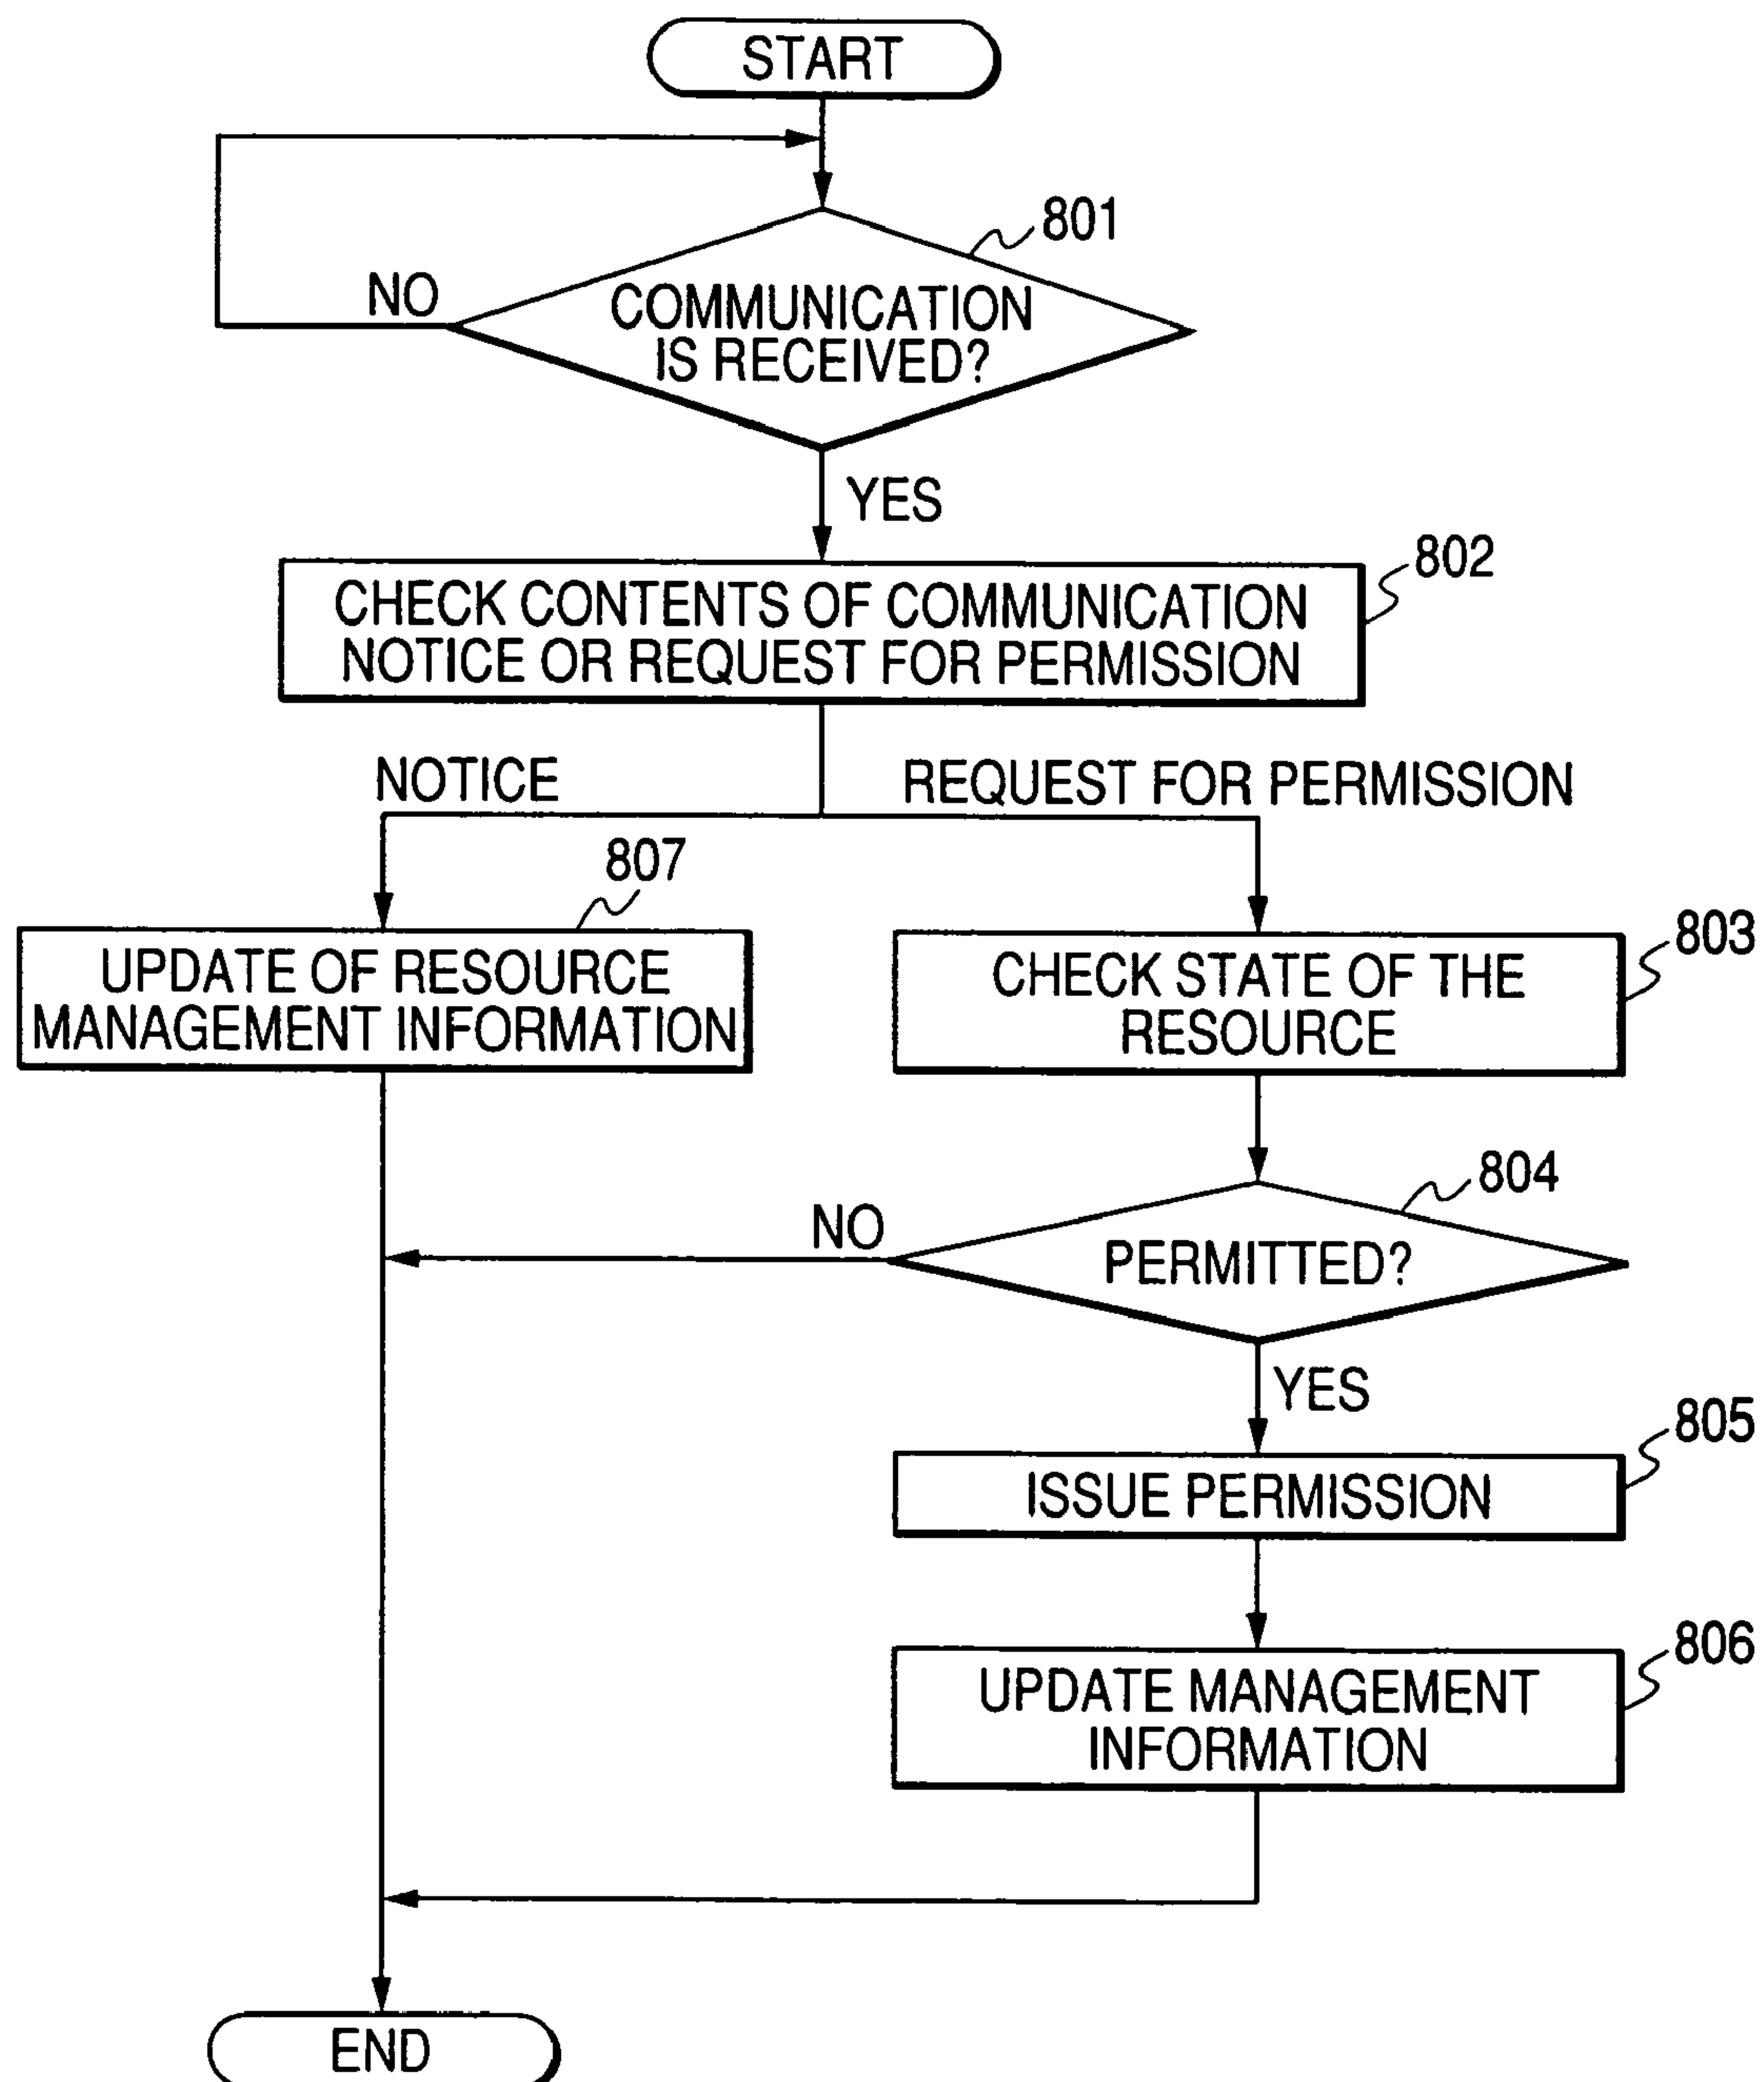 START
801
NO
COMMUNICATION
IS RECEIVED?
YES
802
CHECK CONTENTS OF COMMUNICATION
NOTICE OR REQUEST FOR PERMISSION
NOTICE
REQUEST FOR PERMISSION
807
UPDATE OF RESOURCE
MANAGEMENT INFORMATION
803
CHECK STATE OF THE
RESOURCE
804
NO
PERMITTED?
YES
805
ISSUE PERMISSION
806
UPDATE MANAGEMENT
INFORMATION
END